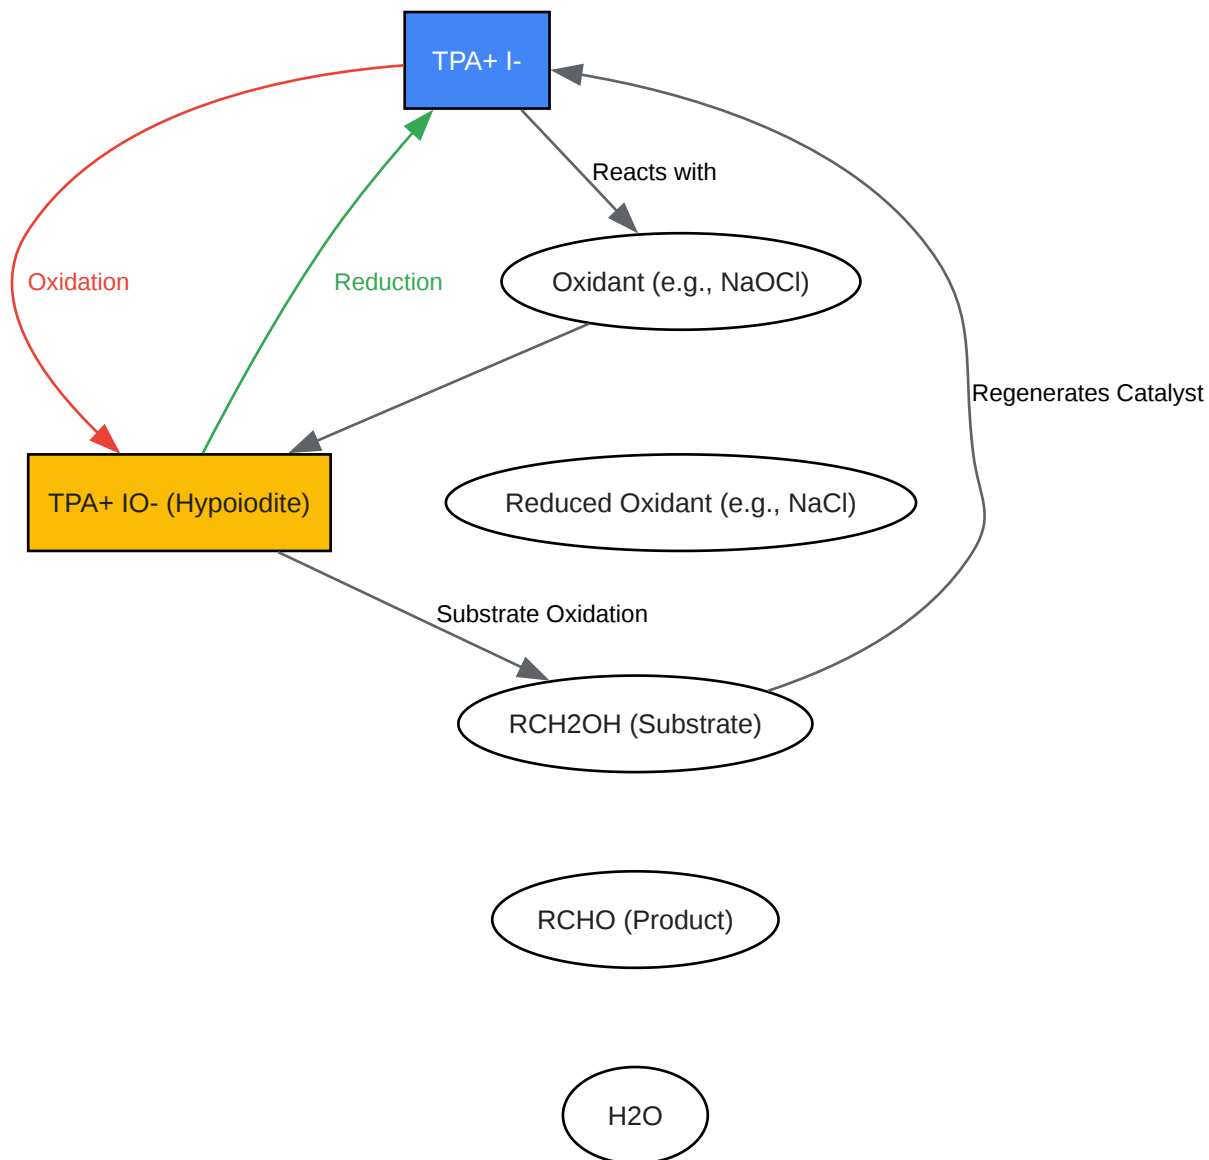 TPA+ I-
Reacts with
Oxidation
Reduction
Oxidant (e.g., NaOCl)
Regenerates Catalyst
TPA+ IO- (Hypoiodite)
Reduced Oxidant (e.g., NaCl)
Substrate Oxidation
RCH2OH (Substrate)
RCHO (Product)
H2O